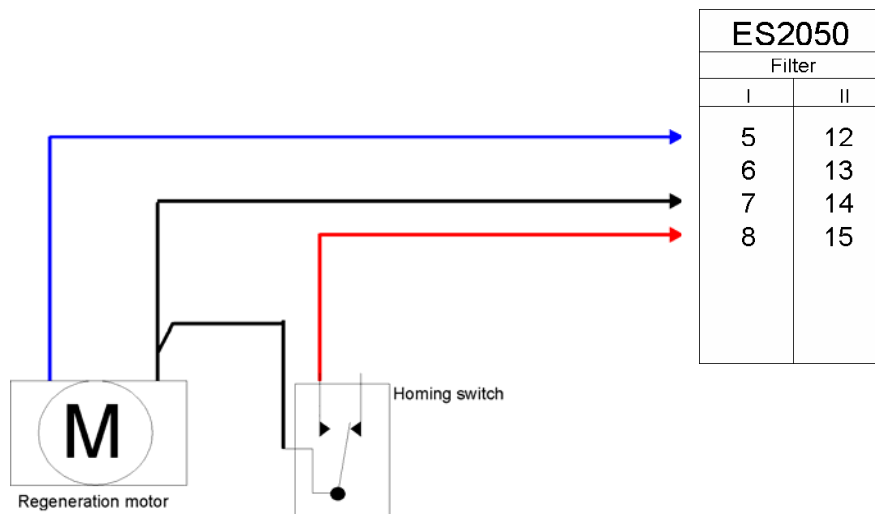 ES2050
Filter
I II
5 12
6 13
7 14
8 15
Homing switch
M
Regeneration motor